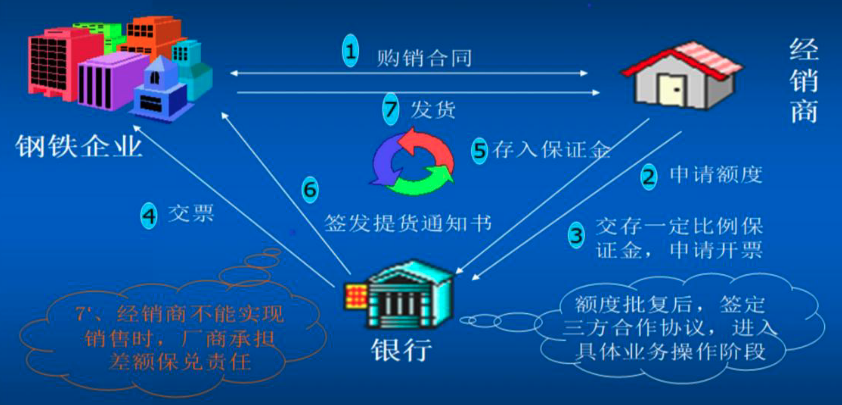 1 购销合同
经销商
7 发货
钢铁企业
5 存入保证金
2 申请额度
6
4 交票
签发提货通知书
3 交存一定比例保
证金，申请开票
7'、经销商不能实现
销售时，厂商承担
差额保兑责任
银行
额度批复后，签定
三方合作协议，进入
具体业务操作阶段